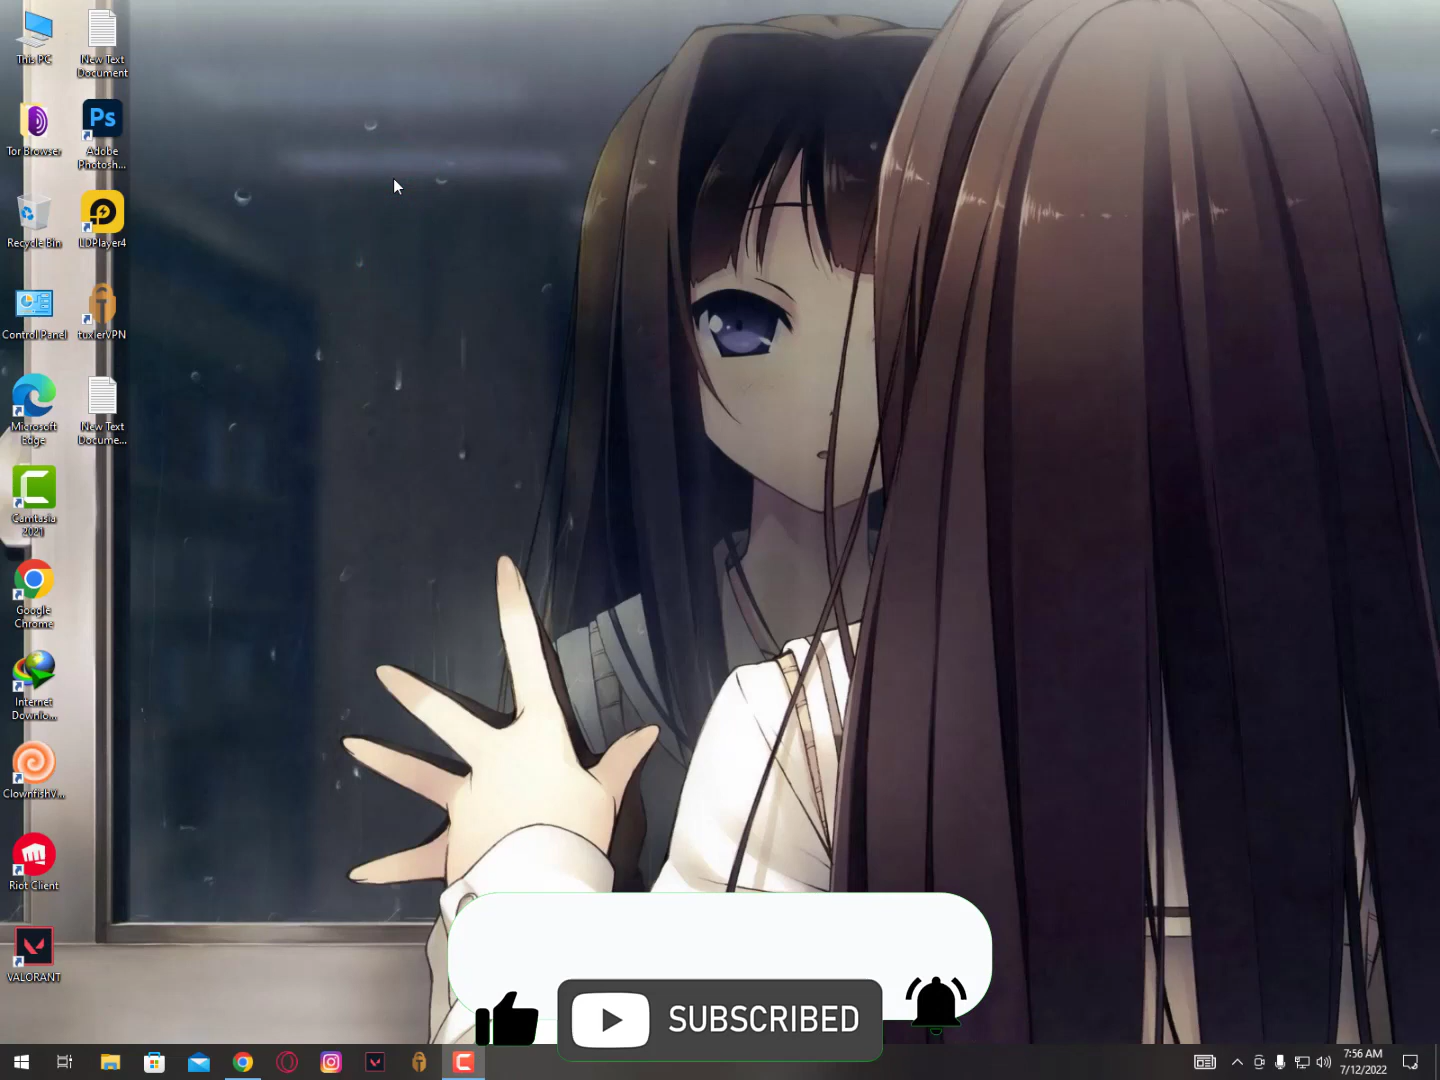 This PC
New Text
Document
Tor Browser
Ps
Adobe
Photosh...
Recycle Bin
LDPlayer4
Control Panel
tuxlerVPN
Microsoft
Edge
New Text
Docume...
Camtasia
2021
Google
Chrome
Internet
Downlo...
ClownfishV...
Riot Client
VALORANT
SUBSCRIBED
7:56 AM
7/12/2022